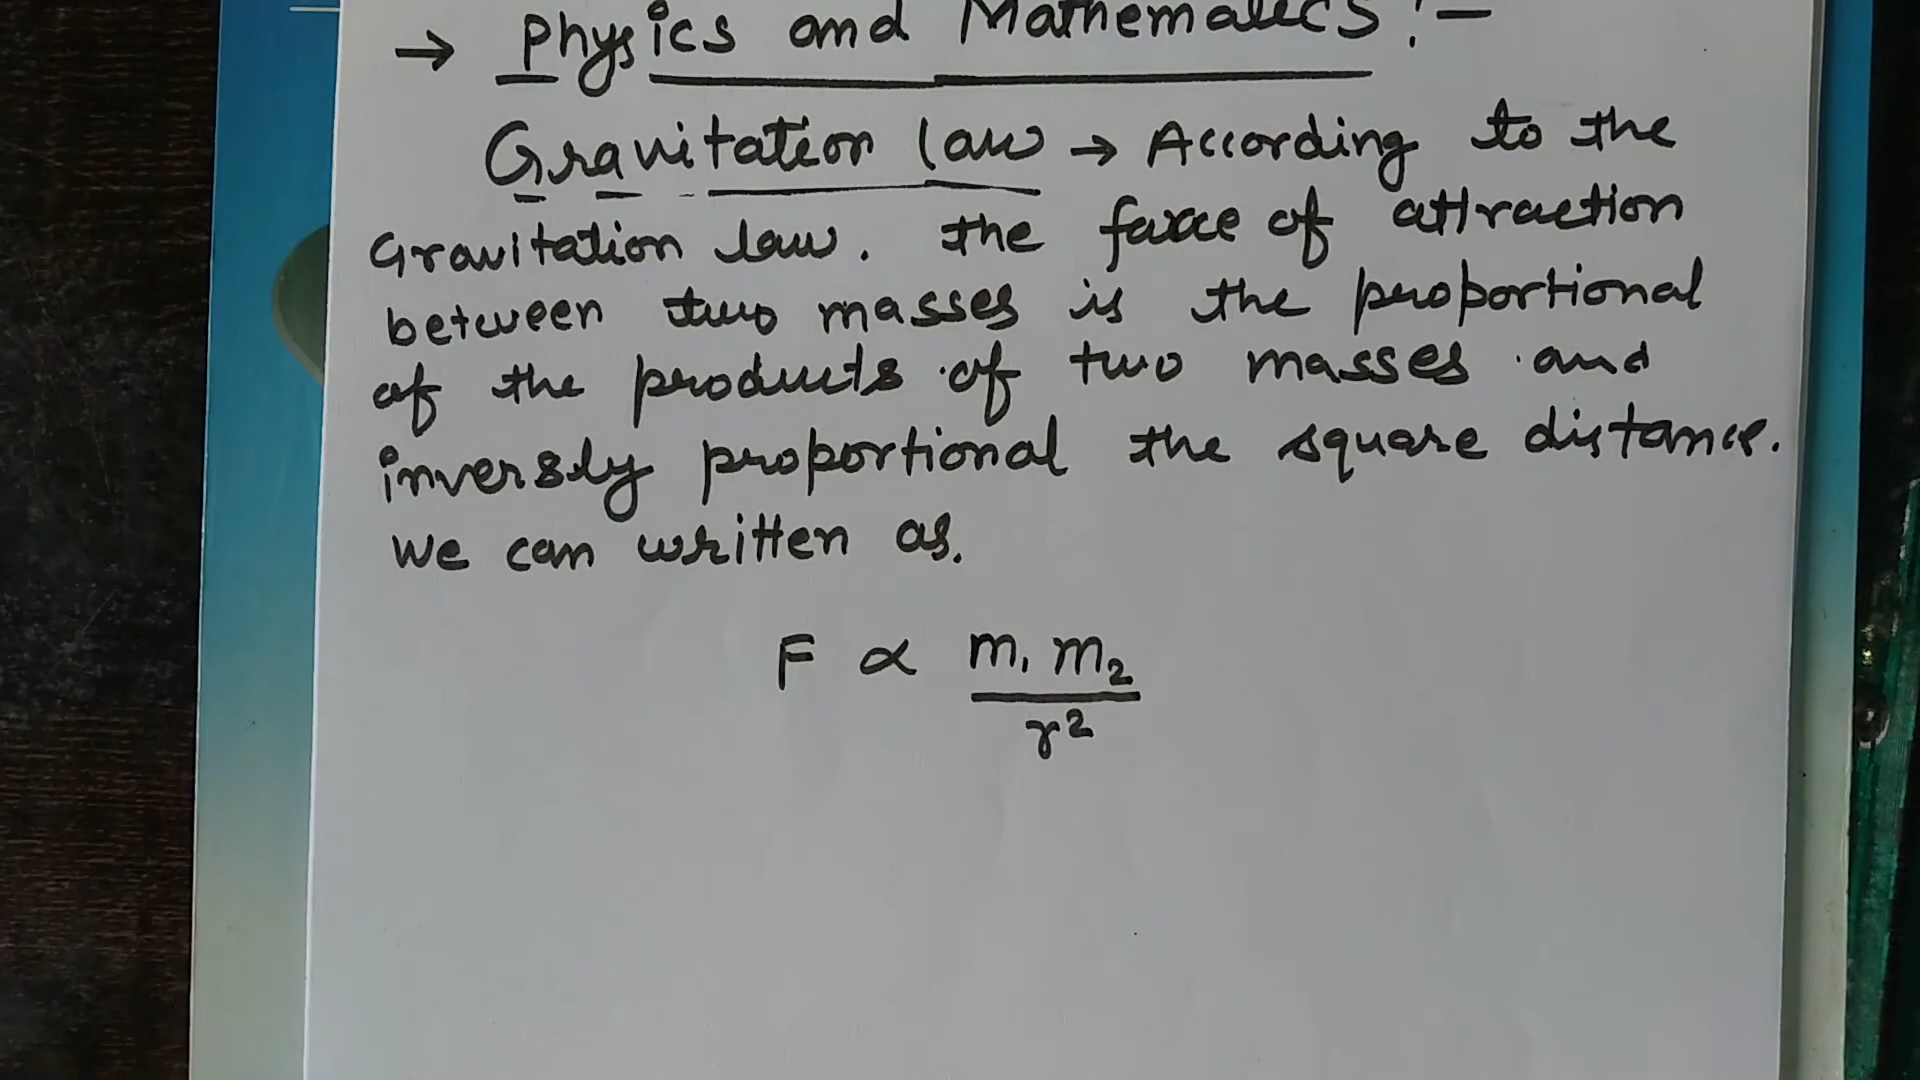 → Physics and Mathematics :-
Gravitation law → According to the
Gravitation law. the force of attraction
between two masses is the proportional
of the products of two masses and
inversly proportional the square distance.
we can written as.
F ∝ m₁ m₂
r²